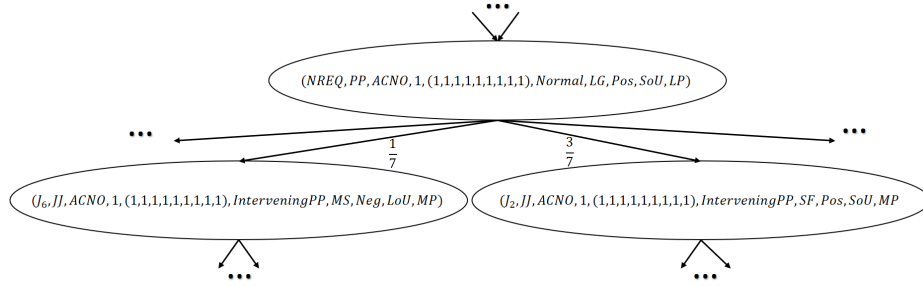 ...
(NREQ, PP, ACNO, 1, (1,1,1,1,1,1,1,1,1), Normal, LG, Pos, SoU, LP)
... ...
1/7 3/7
(J₆, JJ, ACNO, 1, (1,1,1,1,1,1,1,1,1), InterveningPP, MS, Neg, LoU, MP)
(J₂, JJ, ACNO, 1, (1,1,1,1,1,1,1,1,1), InterveningPP, SF, Pos, SoU, MP
... ...